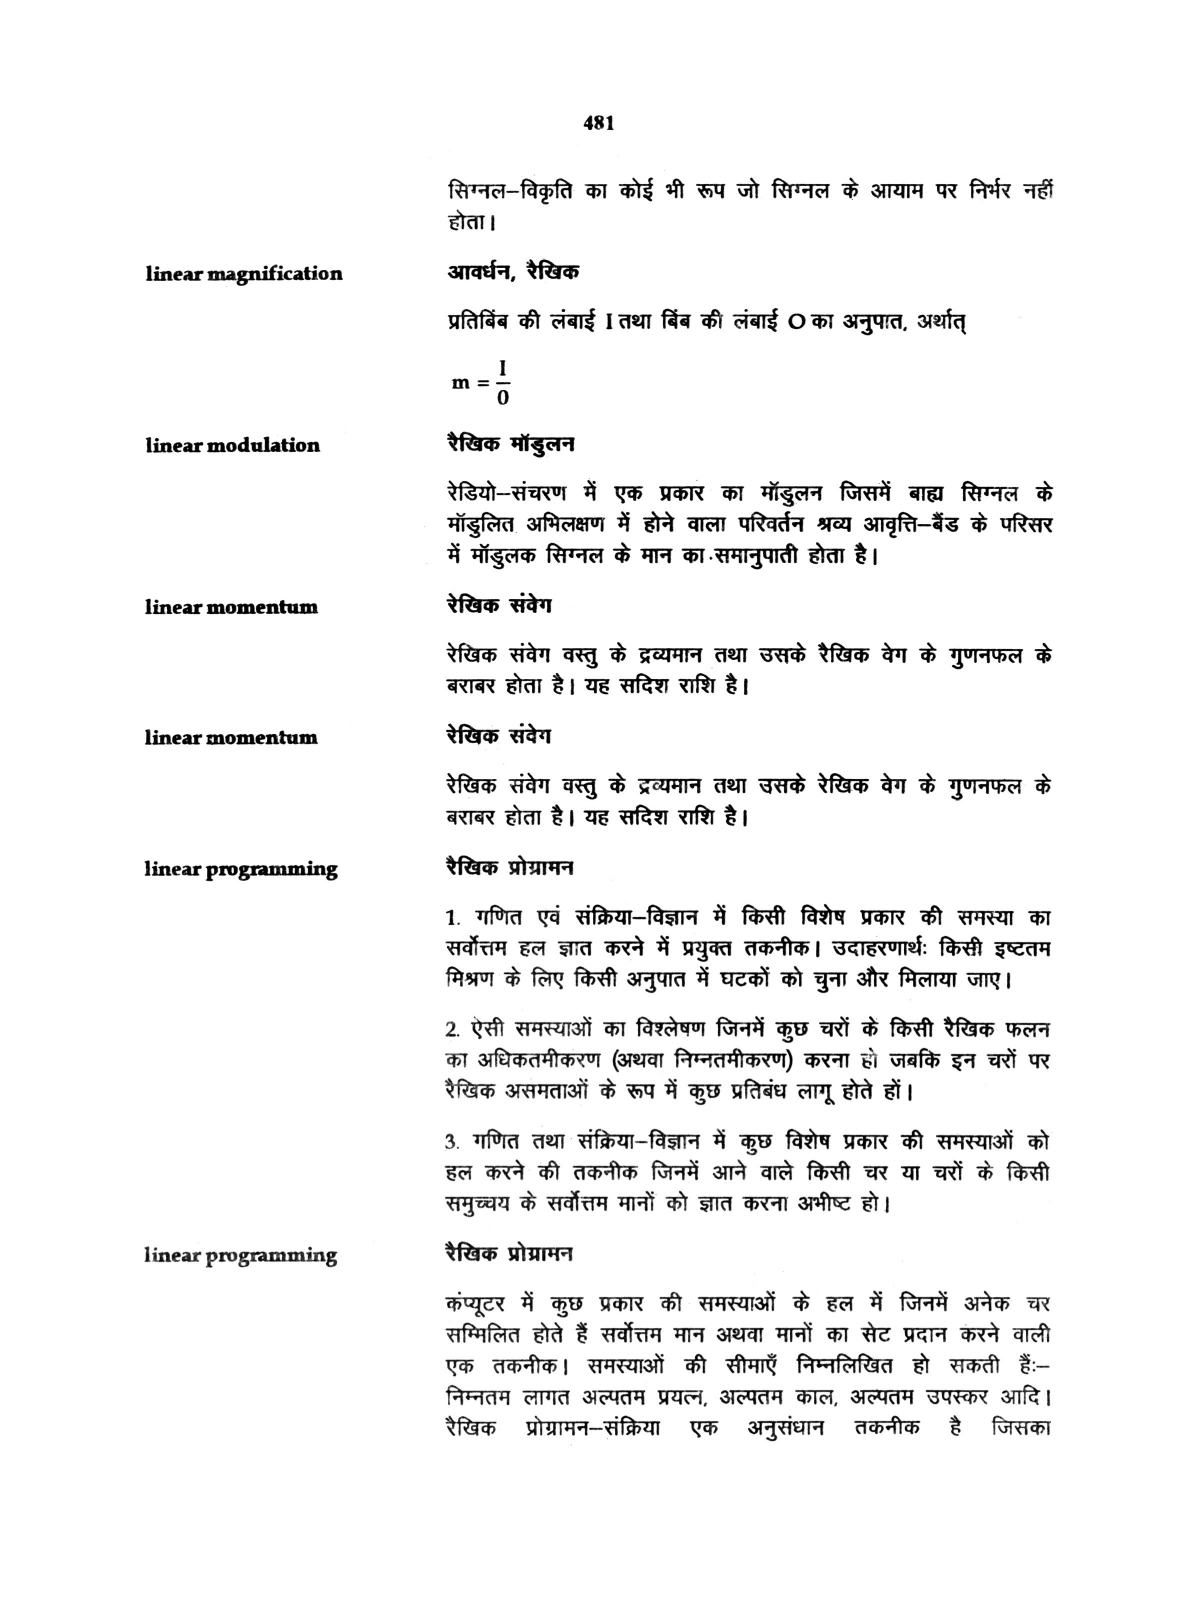 481
सिग्नल–विकृति का कोई भी रूप जो सिग्नल के आयाम पर निर्भर नहीं
होता।
linear magnification आवर्धन, रैखिक
प्रतिबिंब की लंबाई I तथा बिंब की लंबाई O का अनुपात, अर्थात्
m = I/0
linear modulation रैखिक मॉडुलन
रेडियो–संचरण में एक प्रकार का मॉडुलन जिसमें बाह्य सिग्नल के
मॉडुलित अभिलक्षण में होने वाला परिवर्तन श्रव्य आवृत्ति–बैंड के परिसर
में मॉडुलक सिग्नल के मान का समानुपाती होता है।
linear momentum रेखिक संवेग
रेखिक संवेग वस्तु के द्रव्यमान तथा उसके रैखिक वेग के गुणनफल के
बराबर होता है। यह सदिश राशि है।
linear momentum रेखिक संवेग
रेखिक संवेग वस्तु के द्रव्यमान तथा उसके रेखिक वेग के गुणनफल के
बराबर होता है। यह सदिश राशि है।
linear programming रैखिक प्रोग्रामन
1. गणित एवं संक्रिया–विज्ञान में किसी विशेष प्रकार की समस्या का
सर्वोत्तम हल ज्ञात करने में प्रयुक्त तकनीक। उदाहरणार्थः किसी इष्टतम
मिश्रण के लिए किसी अनुपात में घटकों को चुना और मिलाया जाए।
2. ऐसी समस्याओं का विश्लेषण जिनमें कुछ चरों के किसी रैखिक फलन
का अधिकतमीकरण (अथवा निम्नतमीकरण) करना हो जबकि इन चरों पर
रैखिक असमताओं के रूप में कुछ प्रतिबंध लागू होते हों।
3. गणित तथा संक्रिया–विज्ञान में कुछ विशेष प्रकार की समस्याओं को
हल करने की तकनीक जिनमें आने वाले किसी चर या चरों के किसी
समुच्चय के सर्वोत्तम मानों को ज्ञात करना अभीष्ट हो।
linear programming रैखिक प्रोग्रामन
कंप्यूटर में कुछ प्रकार की समस्याओं के हल में जिनमें अनेक चर
सम्मिलित होते हैं सर्वोत्तम मान अथवा मानों का सेट प्रदान करने वाली
एक तकनीक। समस्याओं की सीमाएँ निम्नलिखित हो सकती हैंः–
निम्नतम लागत अल्पतम प्रयत्न, अल्पतम काल, अल्पतम उपस्कर आदि।
रैखिक प्रोग्रामन–संक्रिया एक अनुसंधान तकनीक है जिसका